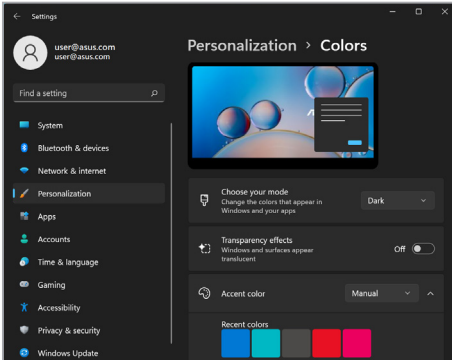 Settings
user@asus.com
user@asus.com
Find a setting
System
Bluetooth & devices
Network & internet
Personalization
Apps
Accounts
Time & language
Gaming
Accessibility
Privacy & security
Windows Update
Personalization > Colors
Choose your mode
Change the colors that appear in
Windows and your apps
Dark
Transparency effects
Windows and surfaces appear
translucent
Off
Accent color
Manual
Recent colors